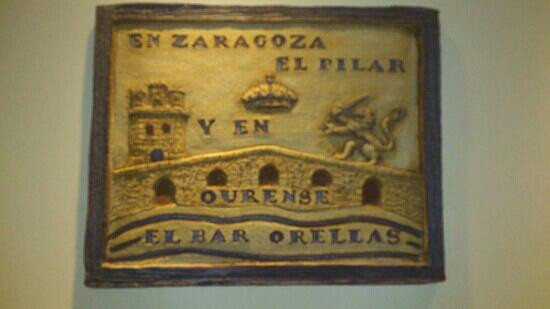 EN ZARAGOZA
EL PILAR
Y EN
OURENSE
EL BAR ORELLAS